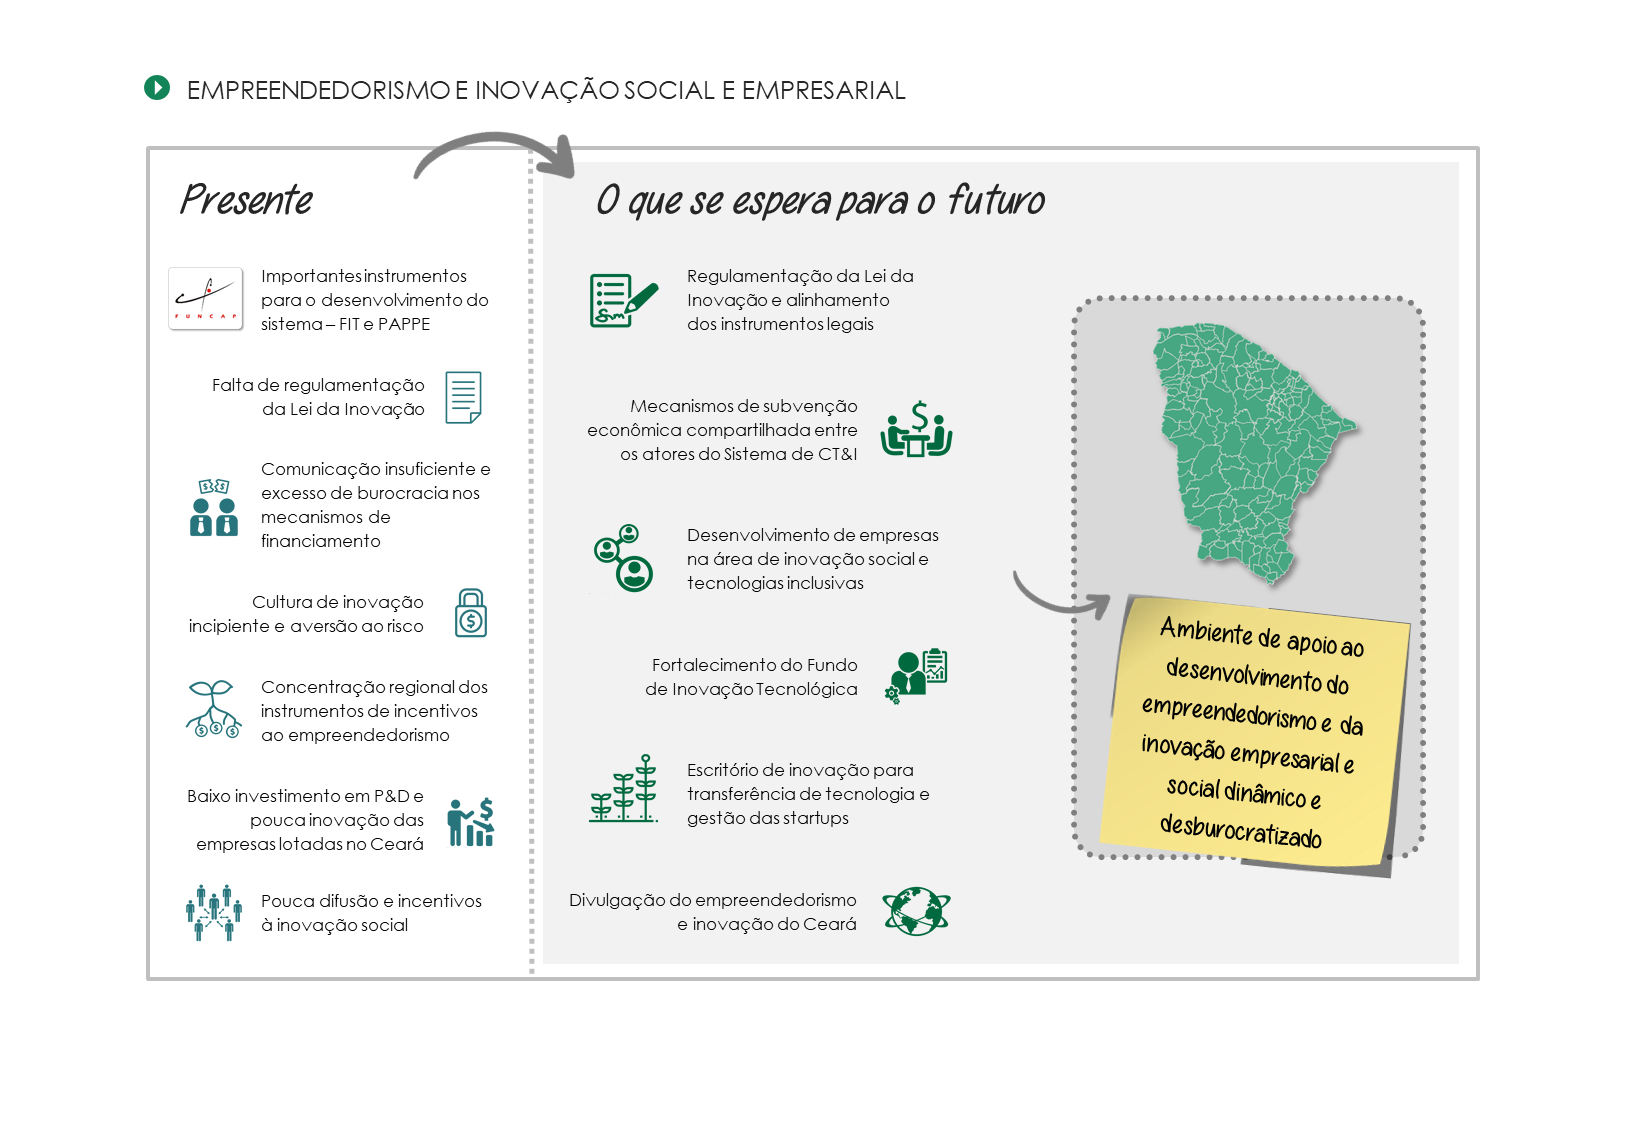 EMPREENDEDORISMO E INOVAÇÃO SOCIAL E EMPRESARIAL
Presente
FUNCAP
Importantes instrumentos
para o desenvolvimento do
sistema – FIT e PAPPE
Falta de regulamentação
da Lei da Inovação
Comunicação insuficiente e
excesso de burocracia nos
mecanismos de
financiamento
Cultura de inovação
incipiente e aversão ao risco
Concentração regional dos
instrumentos de incentivos
ao empreendedorismo
Baixo investimento em P&D e
pouca inovação das
empresas lotadas no Ceará
Pouca difusão e incentivos
à inovação social
O que se espera para o futuro
Regulamentação da Lei da
Inovação e alinhamento
dos instrumentos legais
Mecanismos de subvenção
econômica compartilhada entre
os atores do Sistema de CT&I
Desenvolvimento de empresas
na área de inovação social e
tecnologias inclusivas
Fortalecimento do Fundo
de Inovação Tecnológica
Escritório de inovação para
transferência de tecnologia e
gestão das startups
Divulgação do empreendedorismo
e inovação do Ceará
Ambiente de apoio ao
desenvolvimento do
empreendedorismo e da
inovação empresarial e
social dinâmico e
desburocratizado